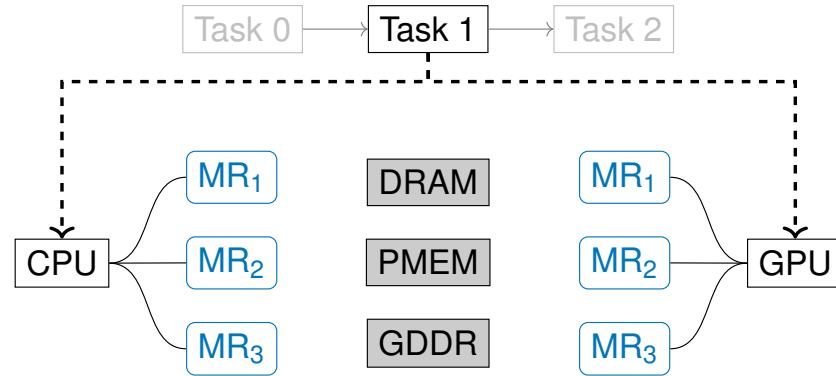 Task 0 Task 1 Task 2
MR₁ DRAM MR₁
CPU MR₂ PMEM MR₂ GPU
MR₃ GDDR MR₃